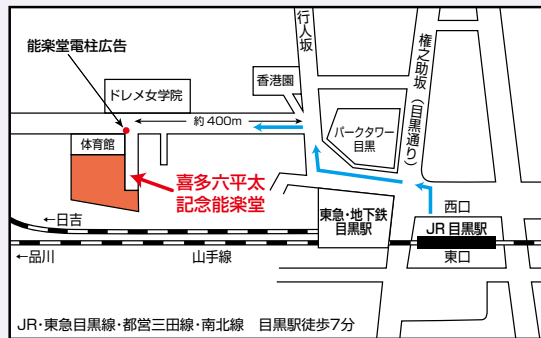 能楽堂電柱広告
ドレメ女学院
行人坂
権之助坂(目黒通り)
香港園
約400m
パークタワー
目黒
体育館
喜多六平太
記念能楽堂
東急・地下鉄
目黒駅
西口
JR 目黒駅
東口
←日吉
←品川
山手線
JR・東急目黒線・都営三田線・南北線 目黒駅徒歩7分